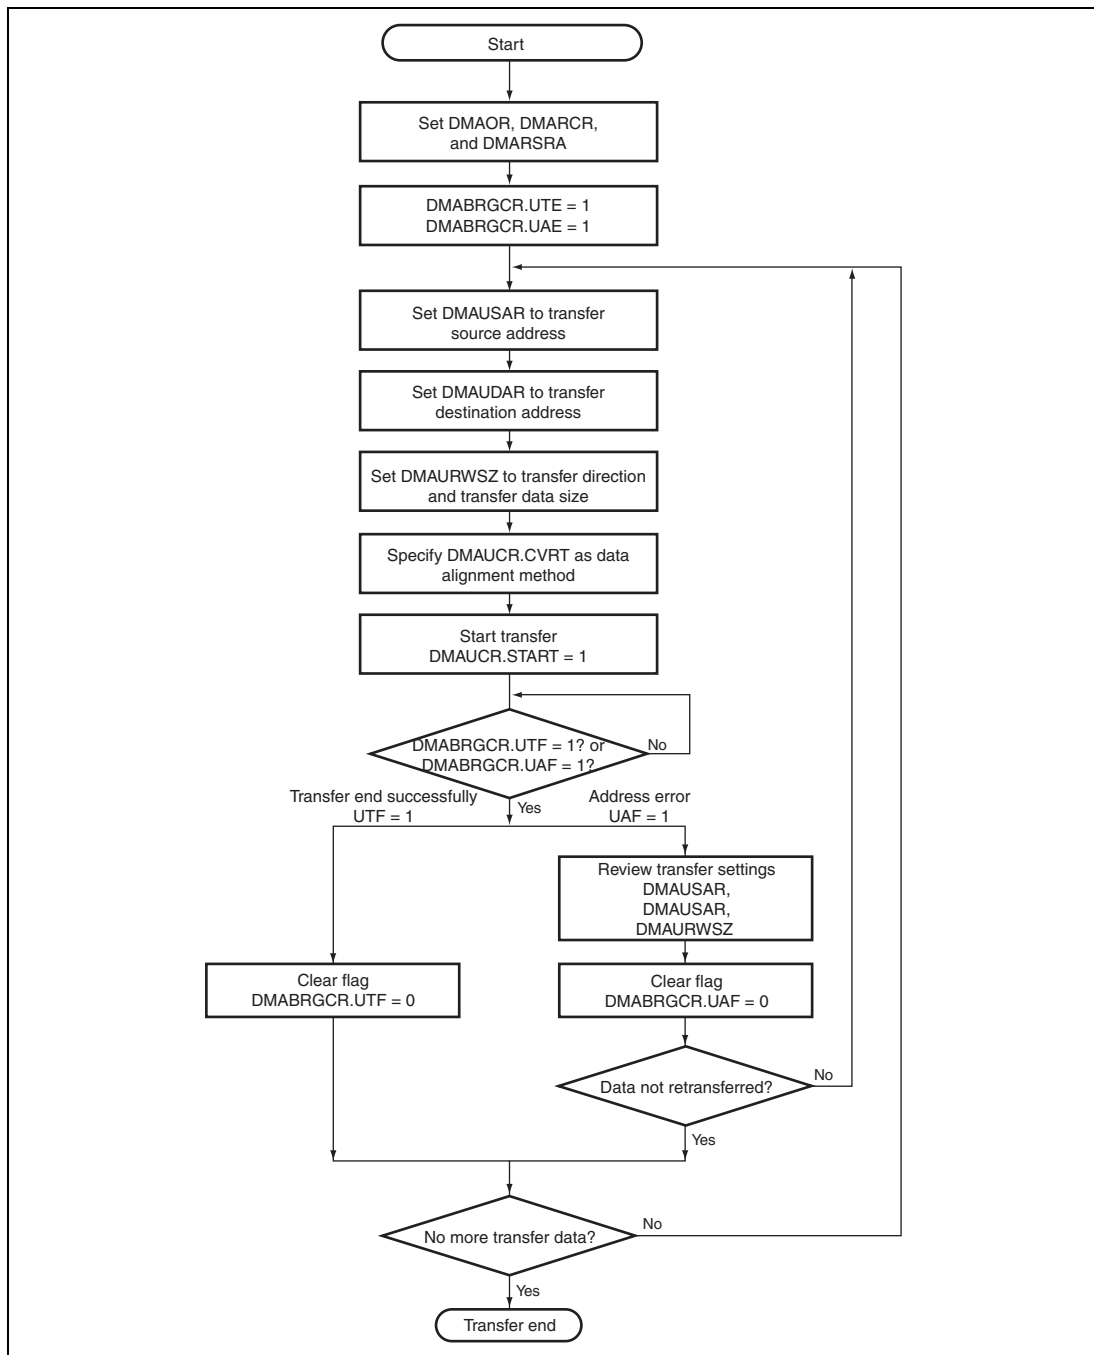 Start
Set DMAOR, DMARCR,
and DMARSRA
DMABRGCR.UTE = 1
DMABRGCR.UAE = 1
Set DMAUSAR to transfer
source address
Set DMAUDAR to transfer
destination address
Set DMAURWSZ to transfer direction
and transfer data size
Specify DMAUCR.CVRT as data
alignment method
Start transfer
DMAUCR.START = 1
DMABRGCR.UTF = 1? or
DMABRGCR.UAF = 1?
No
Yes
Transfer end successfully
UTF = 1
Address error
UAF = 1
Review transfer settings
DMAUSAR,
DMAUSAR,
DMAURWSZ
Clear flag
DMABRGCR.UTF = 0
Clear flag
DMABRGCR.UAF = 0
Data not retransferred?
No
Yes
No more transfer data?
No
Yes
Transfer end